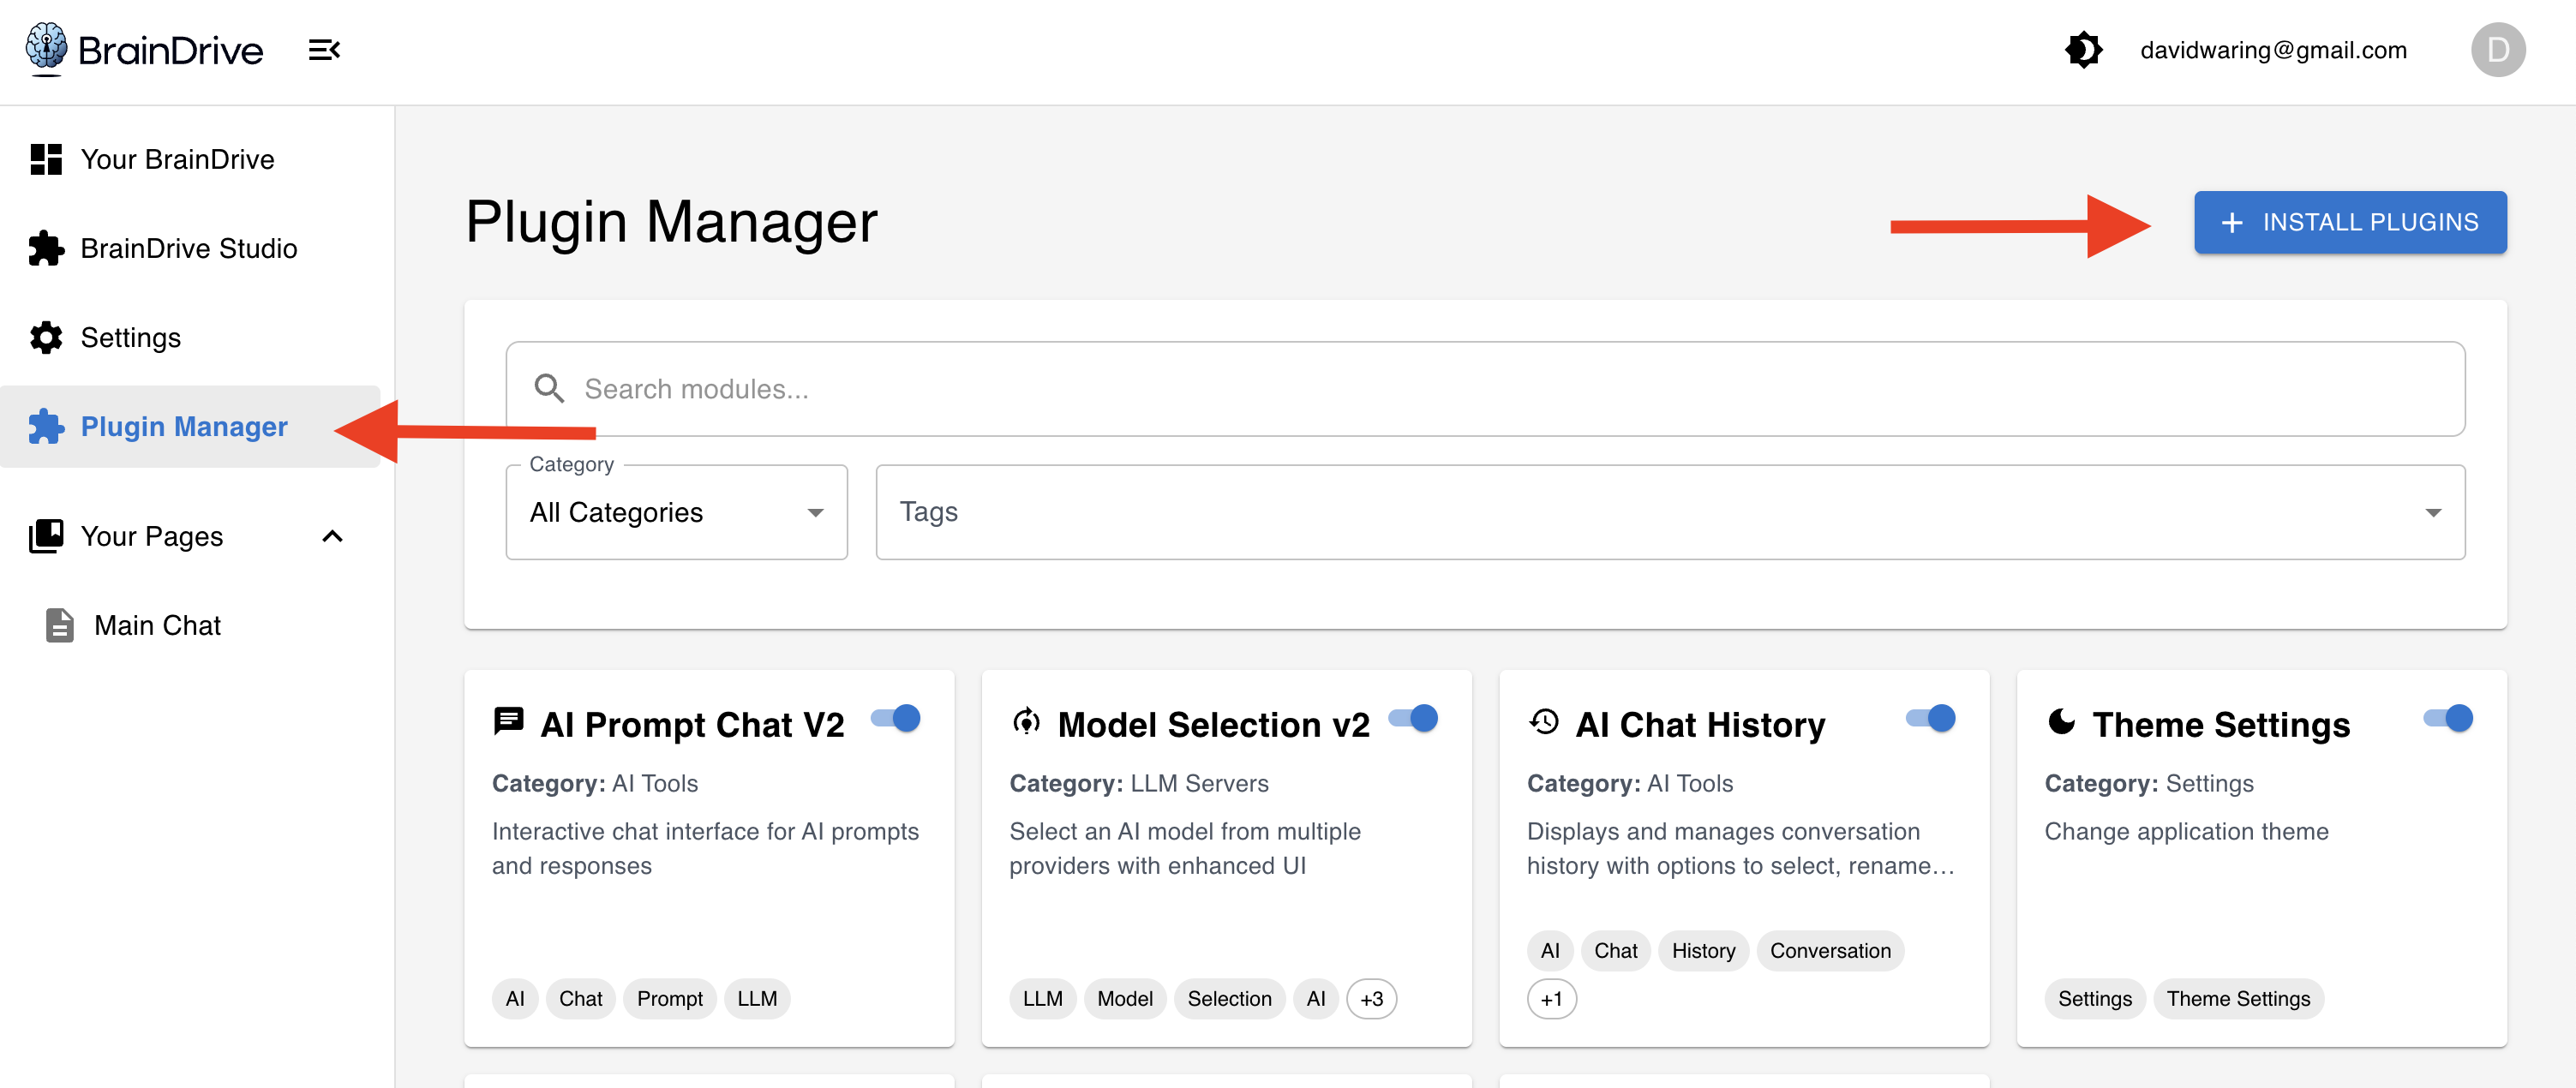 BrainDrive
davidwaring@gmail.com
D
Your BrainDrive
BrainDrive Studio
Settings
Plugin Manager
Your Pages
Main Chat
Plugin Manager
+ INSTALL PLUGINS
Search modules...
Category
All Categories
Tags
AI Prompt Chat V2
Category: AI Tools
Interactive chat interface for AI prompts
and responses
AI Chat Prompt LLM
Model Selection v2
Category: LLM Servers
Select an AI model from multiple
providers with enhanced UI
LLM Model Selection AI +3
AI Chat History
Category: AI Tools
Displays and manages conversation
history with options to select, rename...
AI Chat History Conversation
+1
Theme Settings
Category: Settings
Change application theme
Settings Theme Settings